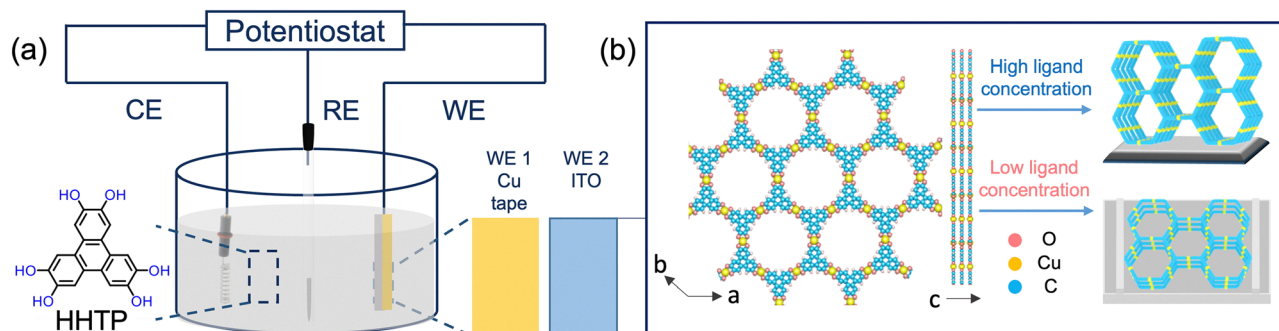 (a)
Potentiostat
CE
RE
WE
WE 1
Cu
tape
WE 2
ITO
OH
HO
OH
HO
HO
OH
HHTP
(b)
High ligand
concentration
Low ligand
concentration
O
Cu
C
b
a
c